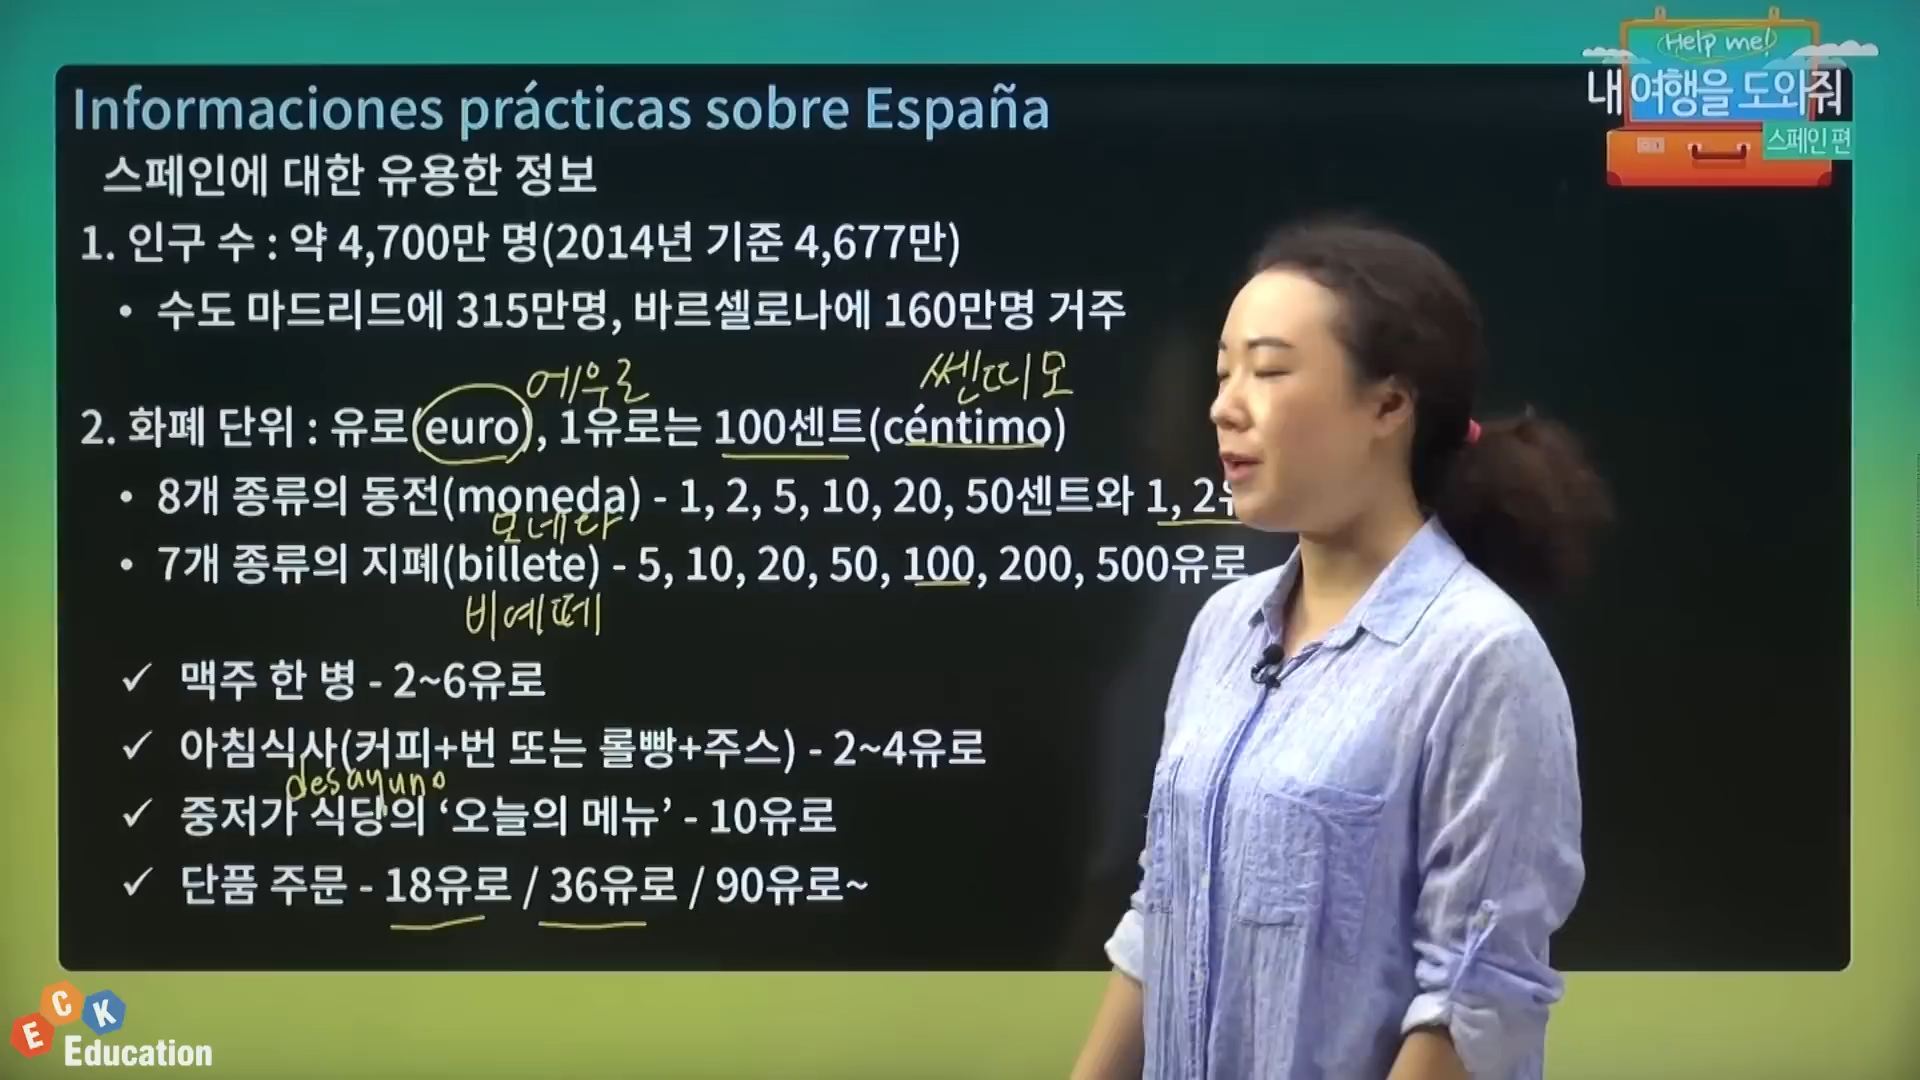 Help me!
내 여행을 도와줘
스페인 편
Informaciones prácticas sobre España
스페인에 대한 유용한 정보
1. 인구 수 : 약 4,700만 명(2014년 기준 4,677만)
• 수도 마드리드에 315만명, 바르셀로나에 160만명 거주
에우로 쎈띠모
2. 화폐 단위 : 유로(euro), 1유로는 100센트(céntimo)
• 8개 종류의 동전(moneda) - 1, 2, 5, 10, 20, 50센트와 1, 2
모네다
• 7개 종류의 지폐(billete) - 5, 10, 20, 50, 100, 200, 500유로
비예떼
✓ 맥주 한 병 - 2~6유로
✓ 아침식사(커피+번 또는 롤빵+주스) - 2~4유로
desayuno
✓ 중저가 식당의 ‘오늘의 메뉴’ - 10유로
✓ 단품 주문 - 18유로 / 36유로 / 90유로~
ECK
Education